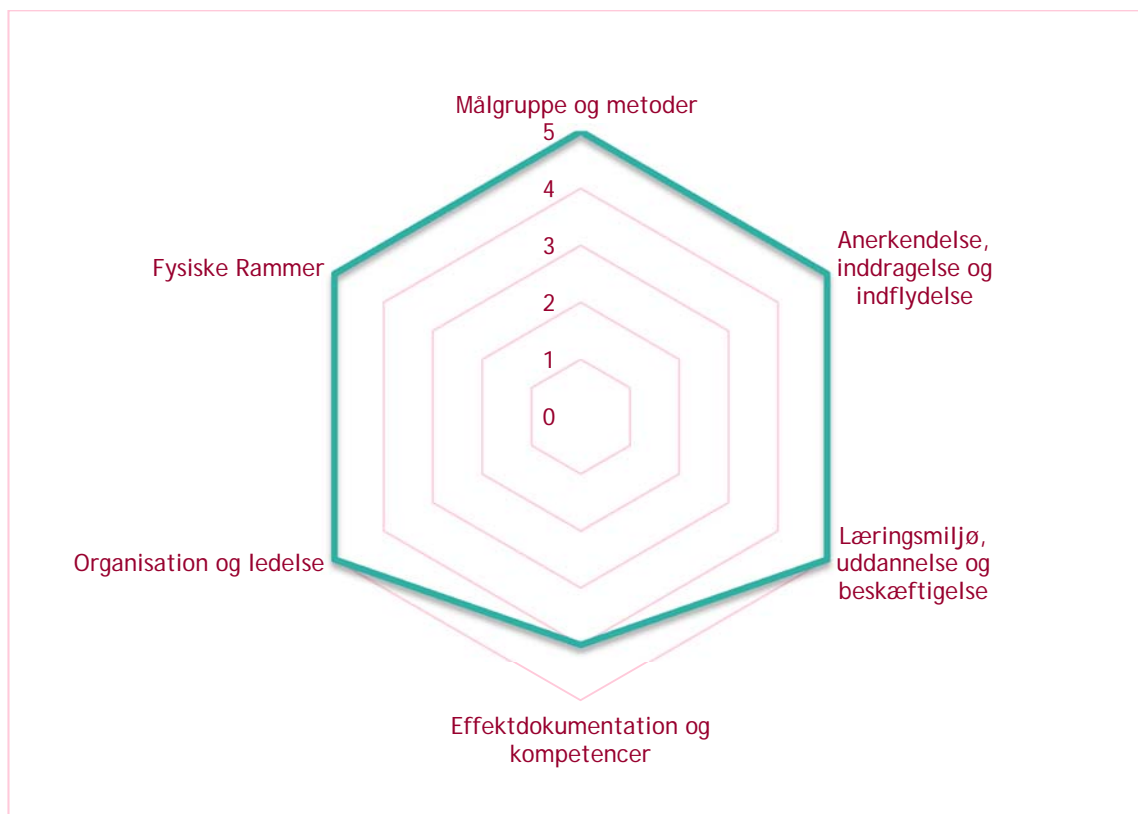 Målgruppe og metoder
5
4
3
2
1
0
Anerkendelse,
inddragelse og
indflydelse
Læringsmiljø,
uddannelse og
beskæftigelse
Effektdokumentation og
kompetencer
Organisation og ledelse
Fysiske Rammer